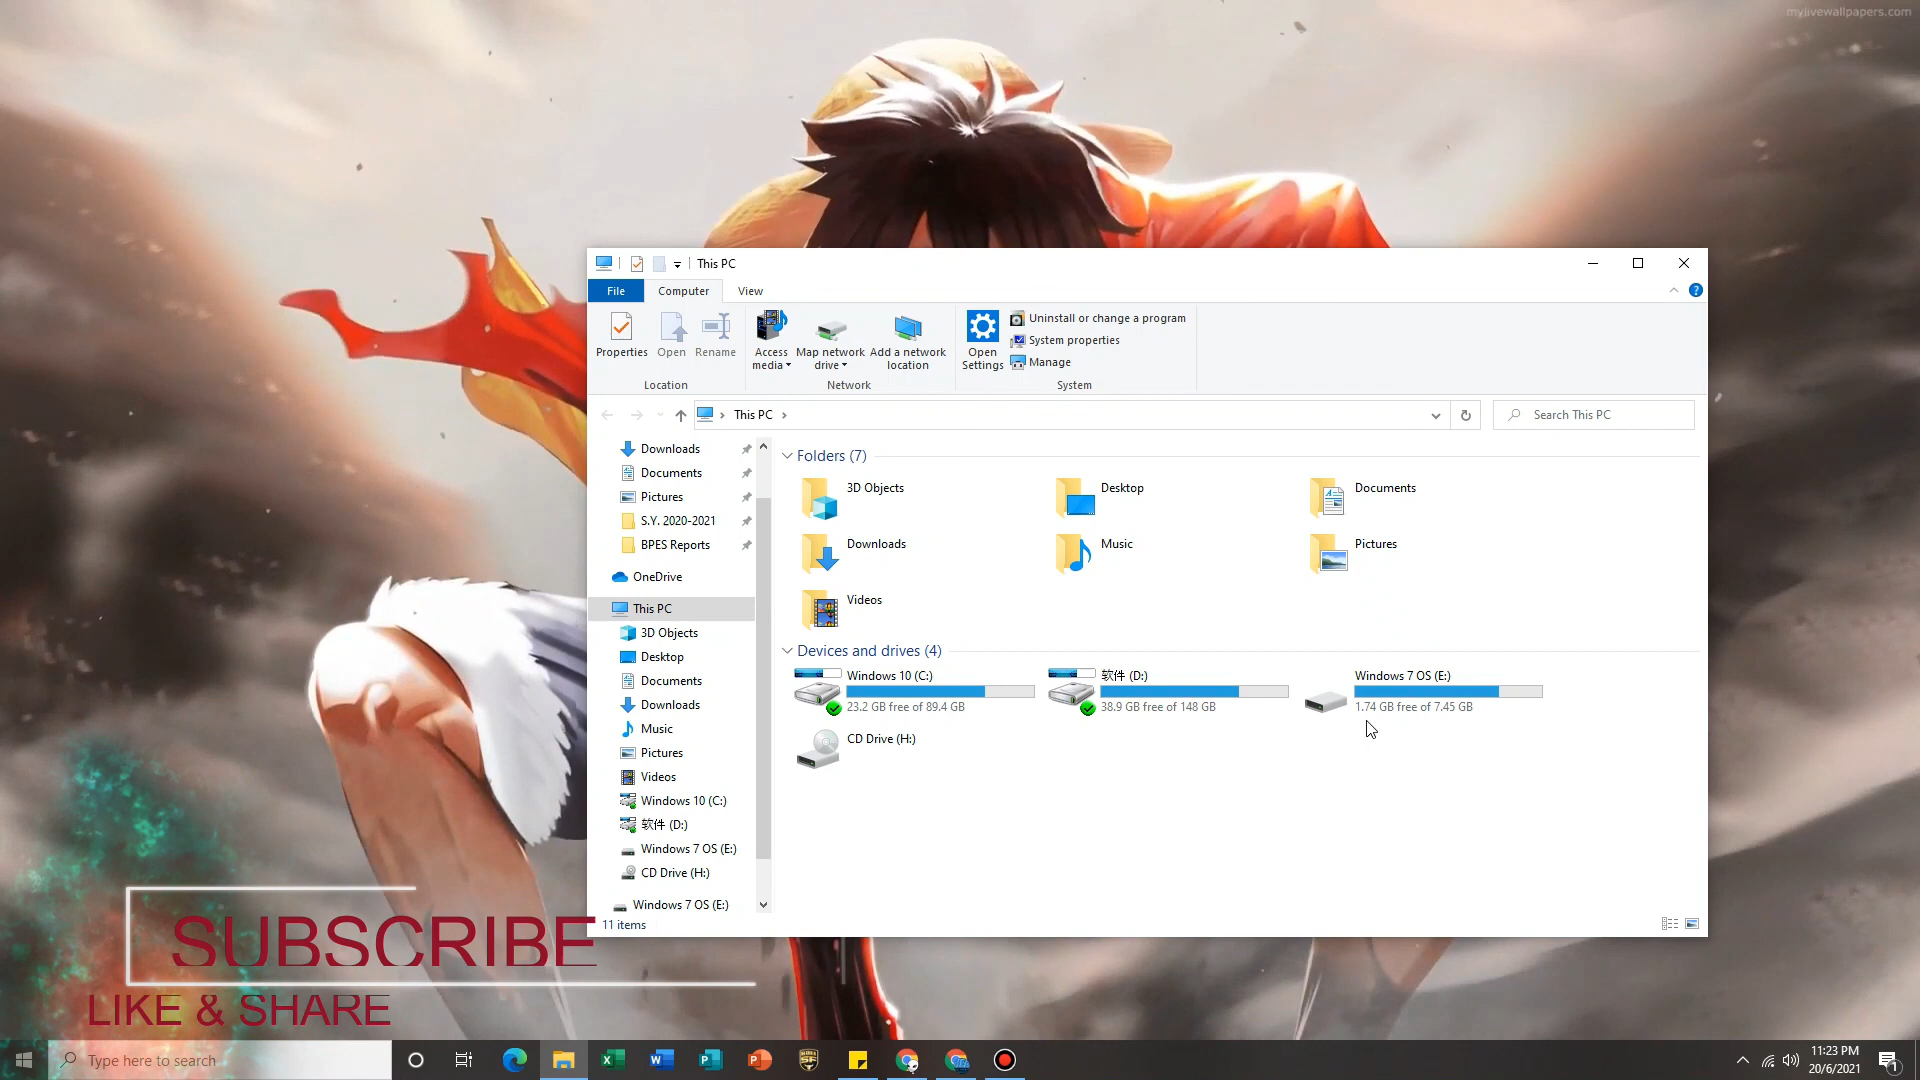 mylivewallpapers.com
This PC
File Computer View
Properties Open Rename
Location
Access media
Map network drive
Add a network location
Network
Open Settings
Uninstall or change a program
System properties
Manage
System
This PC
Search This PC
Downloads
Documents
Pictures
S.Y. 2020-2021
BPES Reports
OneDrive
This PC
3D Objects
Desktop
Documents
Downloads
Music
Pictures
Videos
Windows 10 (C:)
软件 (D:)
Windows 7 OS (E:)
CD Drive (H:)
Windows 7 OS (E:)
11 items
Folders (7)
3D Objects
Desktop
Documents
Downloads
Music
Pictures
Videos
Devices and drives (4)
Windows 10 (C:)
23.2 GB free of 89.4 GB
软件 (D:)
38.9 GB free of 148 GB
Windows 7 OS (E:)
1.74 GB free of 7.45 GB
CD Drive (H:)
SUBSCRIBE
LIKE & SHARE
Type here to search
11:23 PM
20/6/2021
1